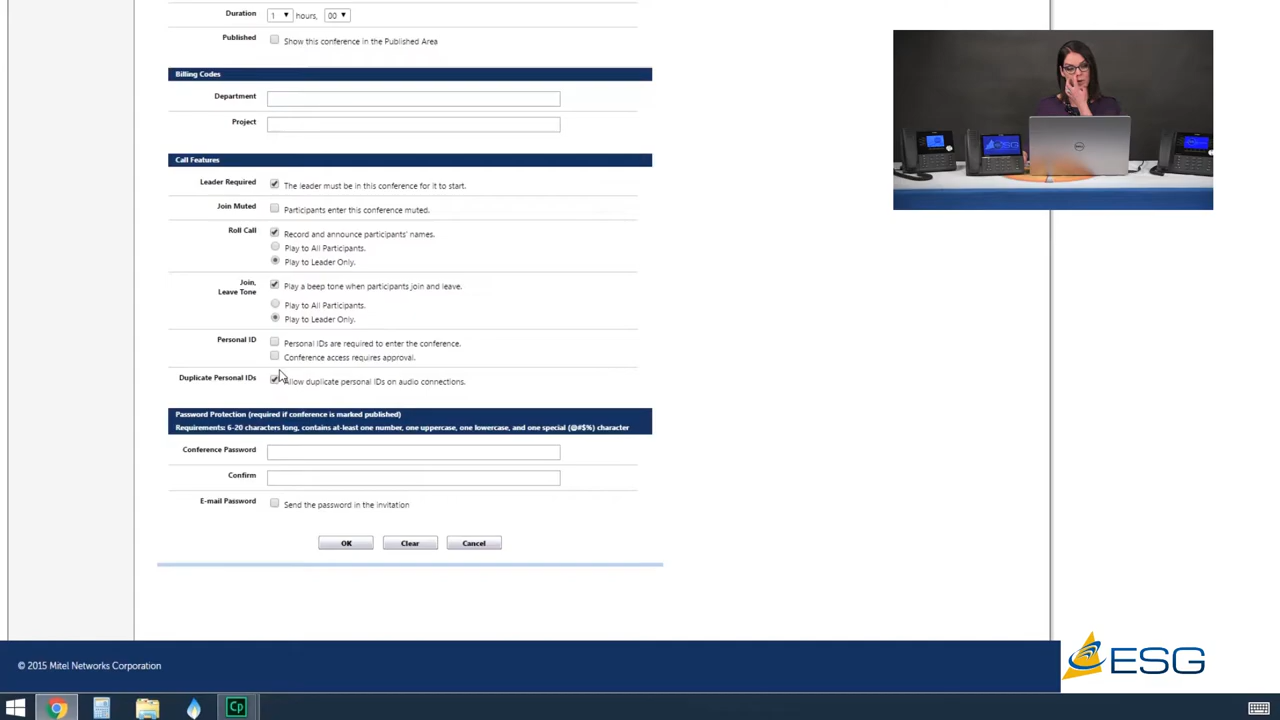 Duration 1 hours, 00
Published Show this conference in the Published Area
Billing Codes
Department
Project
Call Features
Leader Required The leader must be in this conference for it to start.
Join Muted Participants enter this conference muted.
Roll Call Record and announce participants' names.
Play to All Participants.
Play to Leader Only.
Join, Leave Tone Play a beep tone when participants join and leave.
Play to All Participants.
Play to Leader Only.
Personal ID Personal IDs are required to enter the conference.
Conference access requires approval.
Duplicate Personal IDs Allow duplicate personal IDs on audio connections.
Password Protection (required if conference is marked published)
Requirements: 6-20 characters long, contains at-least one number, one uppercase, one lowercase, and one special (@#$%) character
Conference Password
Confirm
E-mail Password Send the password in the invitation
OK Clear Cancel
© 2015 Mitel Networks Corporation
ESG
Cp
ESG